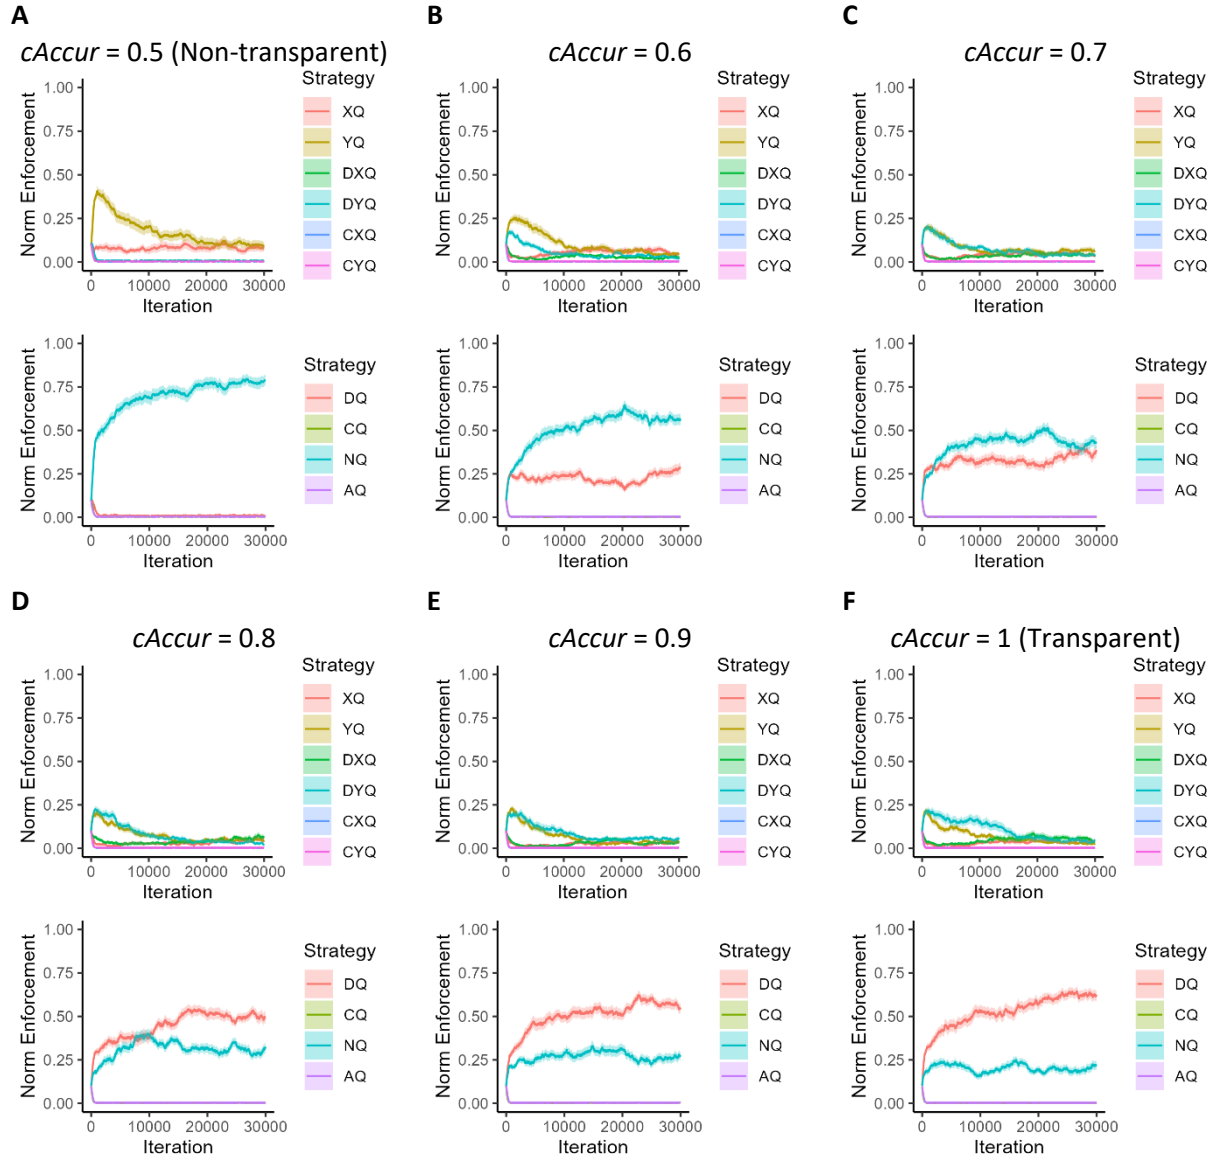 A
B
C
cAccur = 0.5 (Non-transparent)
cAccur = 0.6
cAccur = 0.7
Norm Enforcement
1.00
0.75
0.50
0.25
0.00
0 10000 20000 30000
Iteration
Strategy
XQ
YQ
DXQ
DYQ
CXQ
CYQ
Norm Enforcement
1.00
0.75
0.50
0.25
0.00
0 10000 20000 30000
Iteration
Strategy
XQ
YQ
DXQ
DYQ
CXQ
CYQ
Norm Enforcement
1.00
0.75
0.50
0.25
0.00
0 10000 20000 30000
Iteration
Strategy
XQ
YQ
DXQ
DYQ
CXQ
CYQ
Norm Enforcement
1.00
0.75
0.50
0.25
0.00
0 10000 20000 30000
Iteration
Strategy
DQ
CQ
NQ
AQ
Norm Enforcement
1.00
0.75
0.50
0.25
0.00
0 10000 20000 30000
Iteration
Strategy
DQ
CQ
NQ
AQ
Norm Enforcement
1.00
0.75
0.50
0.25
0.00
0 10000 20000 30000
Iteration
Strategy
DQ
CQ
NQ
AQ
D
E
F
cAccur = 0.8
cAccur = 0.9
cAccur = 1 (Transparent)
Norm Enforcement
1.00
0.75
0.50
0.25
0.00
0 10000 20000 30000
Iteration
Strategy
XQ
YQ
DXQ
DYQ
CXQ
CYQ
Norm Enforcement
1.00
0.75
0.50
0.25
0.00
0 10000 20000 30000
Iteration
Strategy
XQ
YQ
DXQ
DYQ
CXQ
CYQ
Norm Enforcement
1.00
0.75
0.50
0.25
0.00
0 10000 20000 30000
Iteration
Strategy
XQ
YQ
DXQ
DYQ
CXQ
CYQ
Norm Enforcement
1.00
0.75
0.50
0.25
0.00
0 10000 20000 30000
Iteration
Strategy
DQ
CQ
NQ
AQ
Norm Enforcement
1.00
0.75
0.50
0.25
0.00
0 10000 20000 30000
Iteration
Strategy
DQ
CQ
NQ
AQ
Norm Enforcement
1.00
0.75
0.50
0.25
0.00
0 10000 20000 30000
Iteration
Strategy
DQ
CQ
NQ
AQ